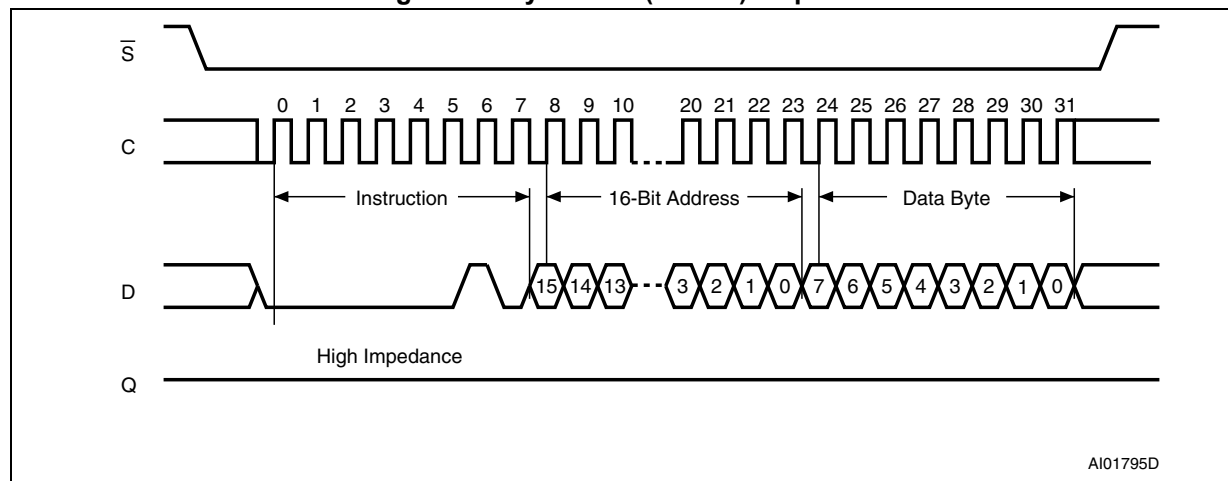 S
0 1 2 3 4 5 6 7 8 9 10 20 21 22 23 24 25 26 27 28 29 30 31
C
Instruction 16-Bit Address Data Byte
D 15 14 13 3 2 1 0 7 6 5 4 3 2 1 0
High Impedance
Q
AI01795D